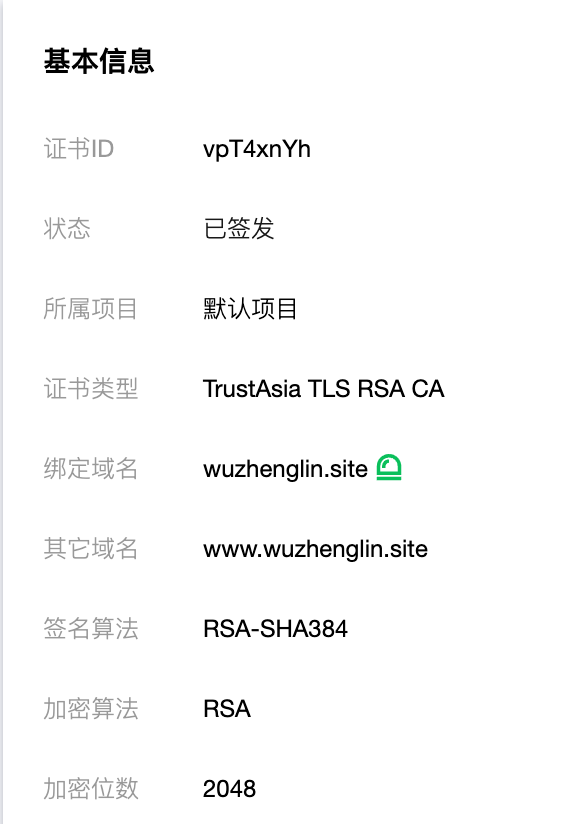 基本信息
证书ID vpT4xnYh
状态 已签发
所属项目 默认项目
证书类型 TrustAsia TLS RSA CA
绑定域名 wuzhenglin.site
其它域名 www.wuzhenglin.site
签名算法 RSA-SHA384
加密算法 RSA
加密位数 2048